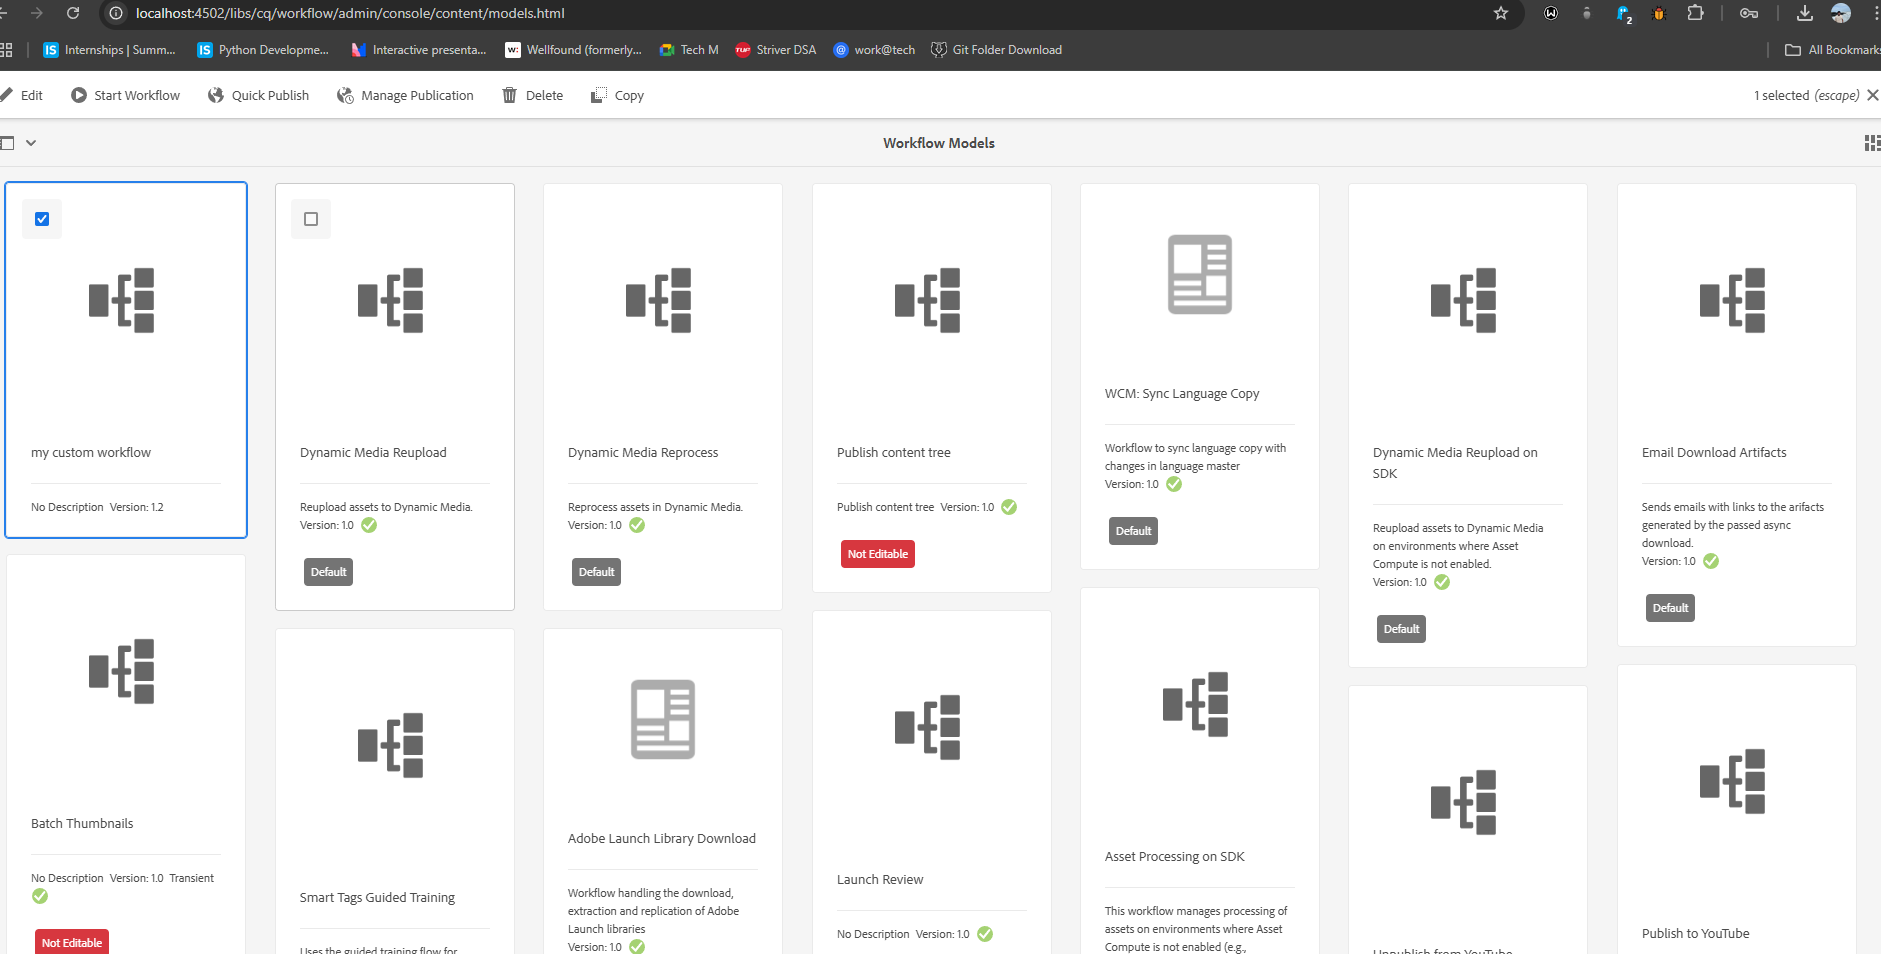 localhost:4502/libs/cq/workflow/admin/console/content/models.html
2
Internships | Summ...
Python Developme...
Interactive presenta...
Wellfound (formerly...
Tech M
Striver DSA
work@tech
Git Folder Download
All Bookmarks
Edit
Start Workflow
Quick Publish
Manage Publication
Delete
Copy
1 selected (escape)
Workflow Models
my custom workflow
No Description Version: 1.2
Dynamic Media Reupload
Reupload assets to Dynamic Media.
Version: 1.0
Default
Dynamic Media Reprocess
Reprocess assets in Dynamic Media.
Version: 1.0
Default
Publish content tree
Publish content tree Version: 1.0
Not Editable
WCM: Sync Language Copy
Workflow to sync language copy with
changes in language master
Version: 1.0
Default
Dynamic Media Reupload on
SDK
Reupload assets to Dynamic Media
on environments where Asset
Compute is not enabled.
Version: 1.0
Default
Email Download Artifacts
Sends emails with links to the arifacts
generated by the passed async
download.
Version: 1.0
Default
Batch Thumbnails
No Description Version: 1.0 Transient
Not Editable
Smart Tags Guided Training
Uses the guided training flow for
Adobe Launch Library Download
Workflow handling the download,
extraction and replication of Adobe
Launch libraries
Version: 1.0
Launch Review
No Description Version: 1.0
Asset Processing on SDK
This workflow manages processing of
assets on environments where Asset
Compute is not enabled (e.g.,
Unpublish from YouTube
Publish to YouTube